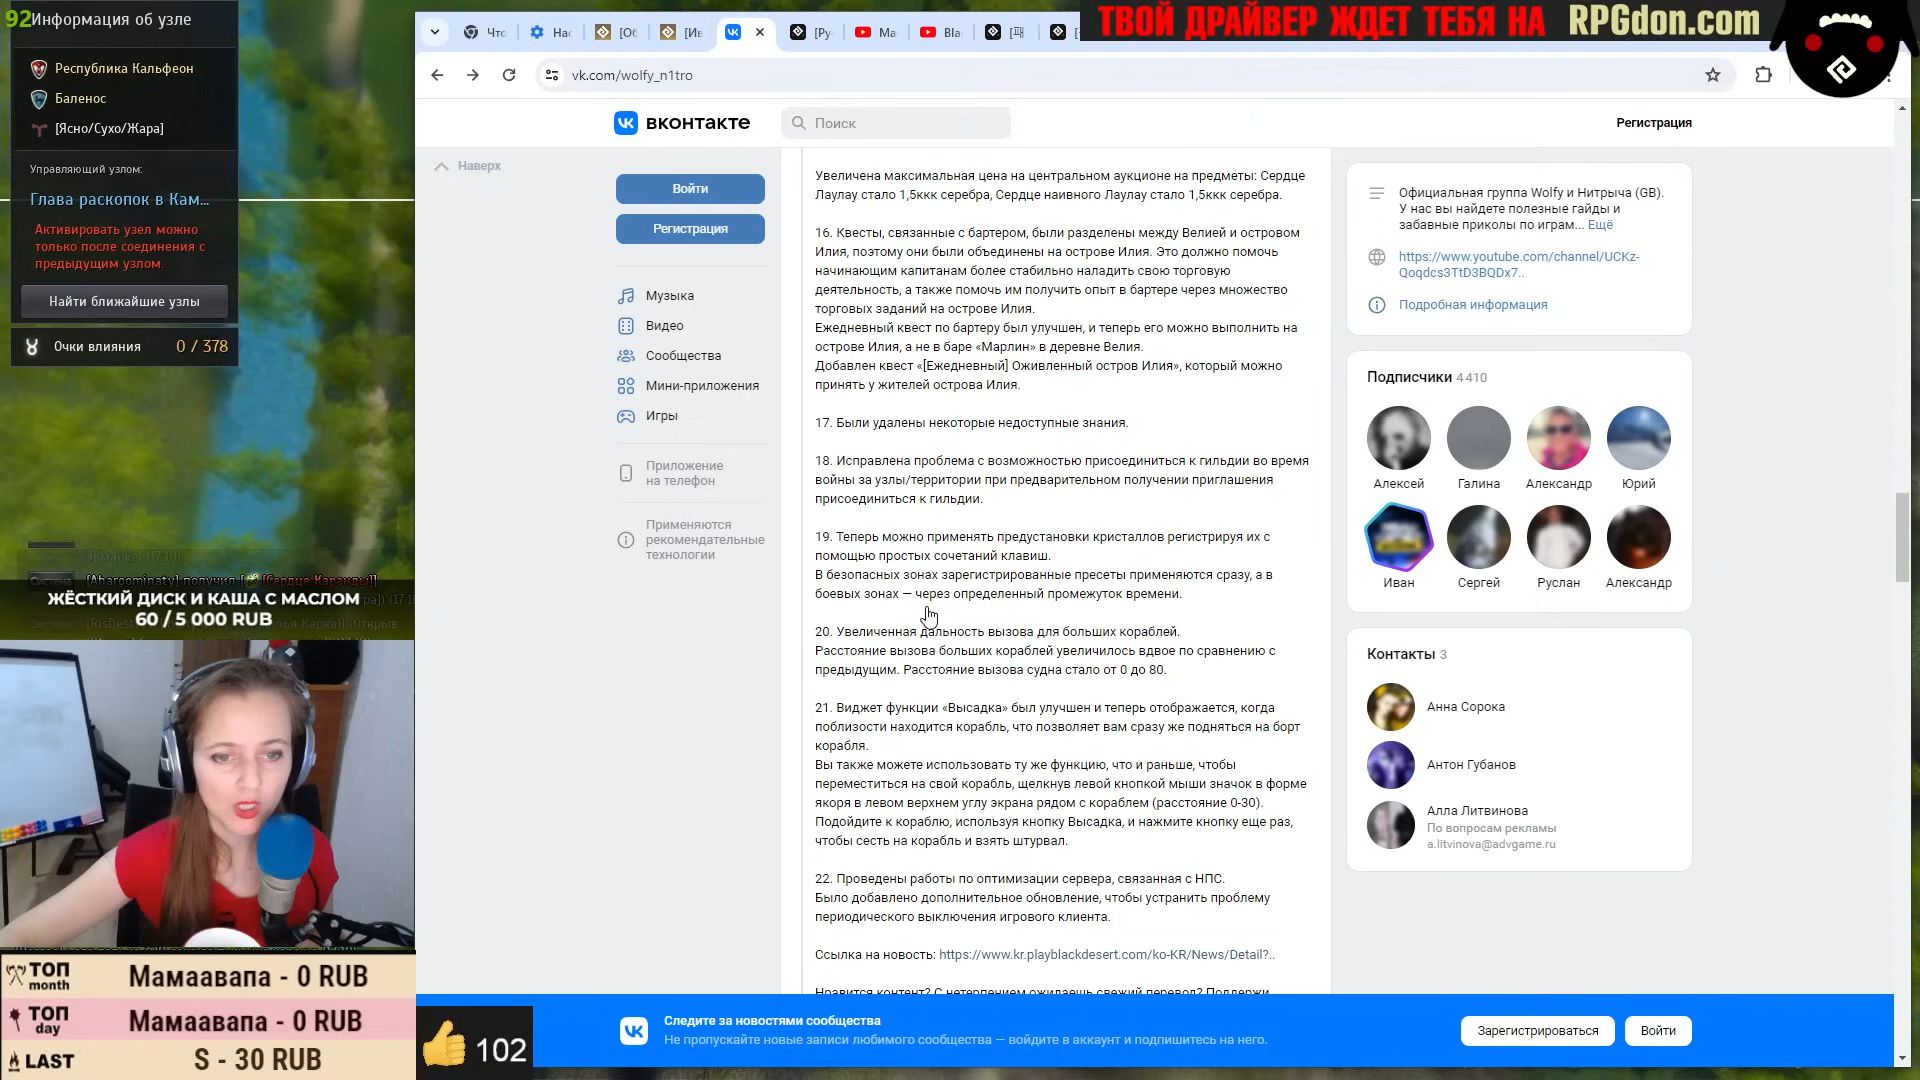 92
Информация об узле
Республика Кальфеон
Баленос
[Ясно/Сухо/Жара]
Управляющий узлом:
Глава раскопок в Кам...
Активировать узел можно
только после соединения с
предыдущим узлом.
Найти ближайшие узлы
Очки влияния 0 / 378
[Aharoominaty] получил [Сердце Каранды]
ЖЁСТКИЙ ДИСК И КАША С МАСЛОМ
60 / 5 000 RUB
ТОП month
Мамаавапа - 0 RUB
ТОП day
Мамаавапа - 0 RUB
LAST
S - 30 RUB
102
Что
Нас
[Об
[Ив
[Ру
Ma
Bla
ТВОЙ ДРАЙВЕР ЖДЕТ ТЕБЯ НА RPGdon.com
vk.com/wolfy_n1tro
вконтакте
Поиск
Регистрация
Наверх
Войти
Регистрация
Музыка
Видео
Сообщества
Мини-приложения
Игры
Приложение
на телефон
Применяются
рекомендательные
технологии
Увеличена максимальная цена на центральном аукционе на предметы: Сердце
Лаулау стало 1,5ккк серебра, Сердце наивного Лаулау стало 1,5ккк серебра.
16. Квесты, связанные с бартером, были разделены между Велией и островом
Илия, поэтому они были объединены на острове Илия. Это должно помочь
начинающим капитанам более стабильно наладить свою торговую
деятельность, а также помочь им получить опыт в бартере через множество
торговых заданий на острове Илия.
Ежедневный квест по бартеру был улучшен, и теперь его можно выполнить на
острове Илия, а не в баре «Марлин» в деревне Велия.
Добавлен квест «[Ежедневный] Оживленный остров Илия», который можно
принять у жителей острова Илия.
17. Были удалены некоторые недоступные знания.
18. Исправлена проблема с возможностью присоединиться к гильдии во время
войны за узлы/территории при предварительном получении приглашения
присоединиться к гильдии.
19. Теперь можно применять предустановки кристаллов регистрируя их с
помощью простых сочетаний клавиш.
В безопасных зонах зарегистрированные пресеты применяются сразу, а в
боевых зонах — через определенный промежуток времени.
20. Увеличенная дальность вызова для больших кораблей.
Расстояние вызова больших кораблей увеличилось вдвое по сравнению с
предыдущим. Расстояние вызова судна стало от 0 до 80.
21. Виджет функции «Высадка» был улучшен и теперь отображается, когда
поблизости находится корабль, что позволяет вам сразу же подняться на борт
корабля.
Вы также можете использовать ту же функцию, что и раньше, чтобы
переместиться на свой корабль, щелкнув левой кнопкой мыши значок в форме
якоря в левом верхнем углу экрана рядом с кораблем (расстояние 0-30).
Подойдите к кораблю, используя кнопку Высадка, и нажмите кнопку еще раз,
чтобы сесть на корабль и взять штурвал.
22. Проведены работы по оптимизации сервера, связанная с НПС.
Было добавлено дополнительное обновление, чтобы устранить проблему
периодического выключения игрового клиента.
Ссылка на новость: https://www.kr.playblackdesert.com/ko-KR/News/Detail?..
Нравится контент? С нетерпением ожидаешь свежий перевод? Поддержи
Официальная группа Wolfy и Нитрыча (GB).
У нас вы найдете полезные гайды и
забавные приколы по играм... Ещё
https://www.youtube.com/channel/UCKz-
Qoqdcs3TtD3BQDx7..
Подробная информация
Подписчики 4 410
Алексей
Галина
Александр
Юрий
Иван
Сергей
Руслан
Александр
Контакты 3
Анна Сорока
Антон Губанов
Алла Литвинова
По вопросам рекламы
a.litvinova@advgame.ru
Следите за новостями сообщества
Не пропускайте новые записи любимого сообщества — войдите в аккаунт и подпишитесь на него.
Зарегистрироваться
Войти